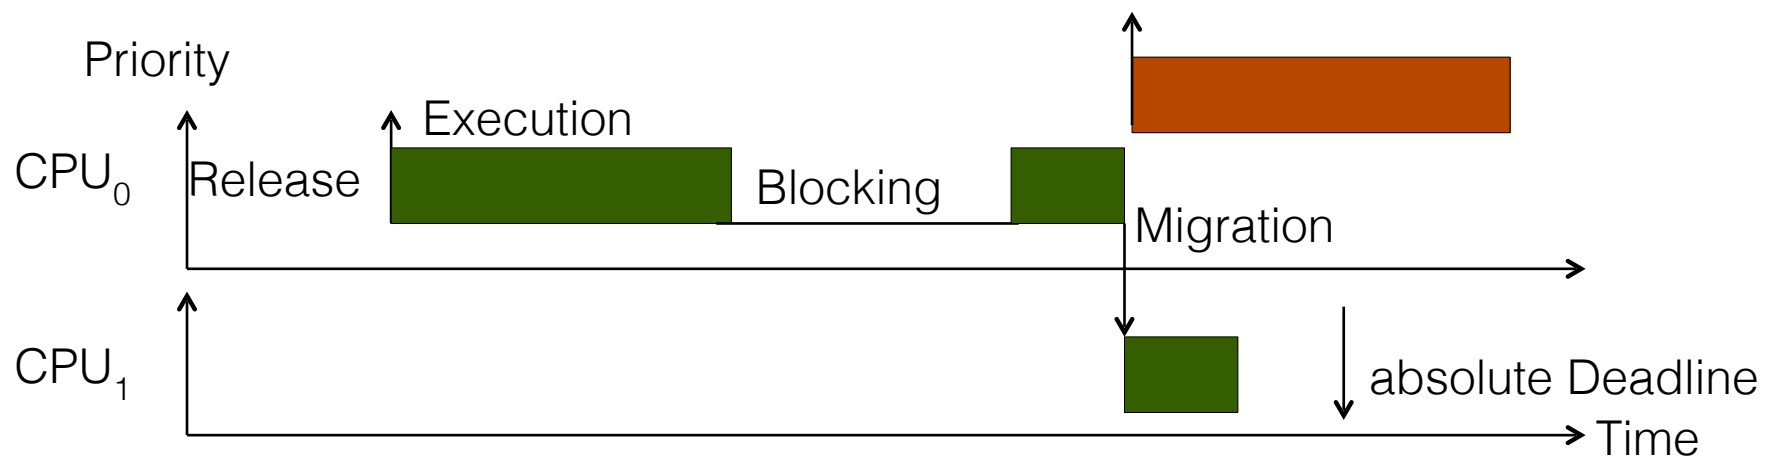 Priority
Execution
CPU₀
Release
Blocking
Migration
CPU₁
absolute Deadline
Time